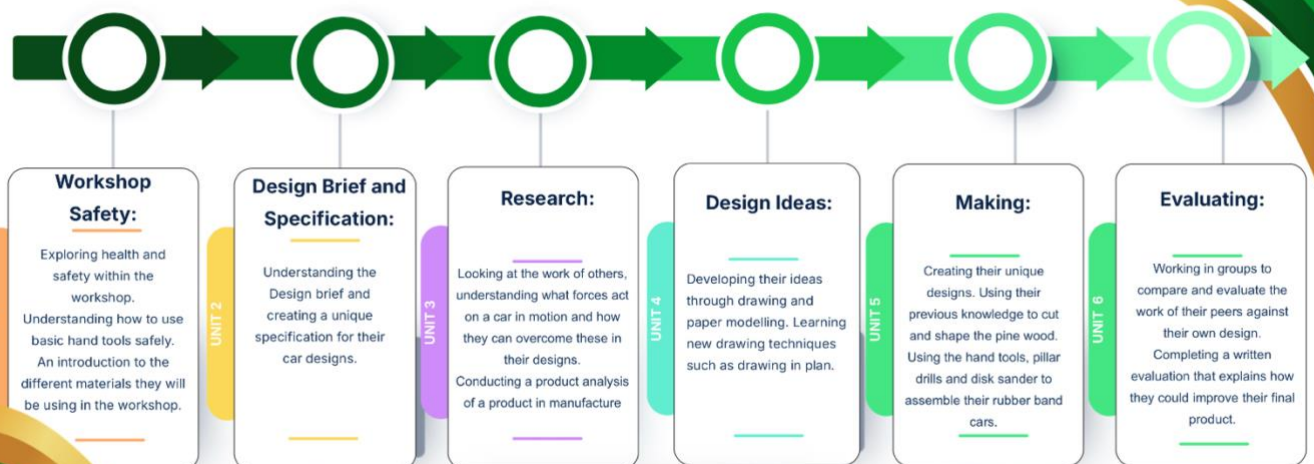 Workshop
Safety:
Exploring health and
safety within the
workshop.
Understanding how to use
basic hand tools safely.
An introduction to the
different materials they will
be using in the workshop.
UNIT 2
Design Brief and
Specification:
Understanding the
Design brief and
creating a unique
specification for their
car designs.
UNIT 3
Research:
Looking at the work of others,
understanding what forces act
on a car in motion and how
they can overcome these in
their designs.
Conducting a product analysis
of a product in manufacture
UNIT 4
Design Ideas:
Developing their ideas
through drawing and
paper modelling. Learning
new drawing techniques
such as drawing in plan.
UNIT 5
Making:
Creating their unique
designs. Using their
previous knowledge to cut
and shape the pine wood.
Using the hand tools, pillar
drills and disk sander to
assemble their rubber band
cars.
UNIT 6
Evaluating:
Working in groups to
compare and evaluate the
work of their peers against
their own design.
Completing a written
evaluation that explains how
they could improve their final
product.